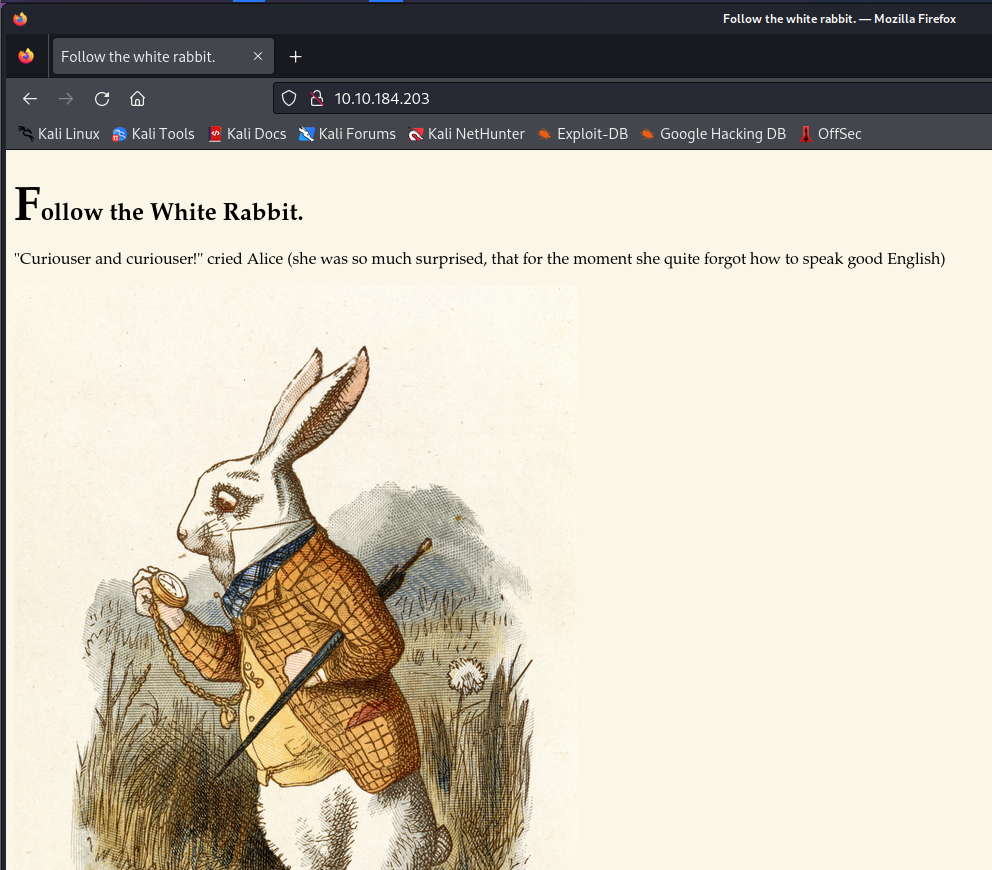 Follow the white rabbit. — Mozilla Firefox
Follow the white rabbit.
10.10.184.203
Kali Linux Kali Tools Kali Docs Kali Forums Kali NetHunter Exploit-DB Google Hacking DB OffSec
Follow the White Rabbit.
"Curiouser and curiouser!" cried Alice (she was so much surprised, that for the moment she quite forgot how to speak good English)